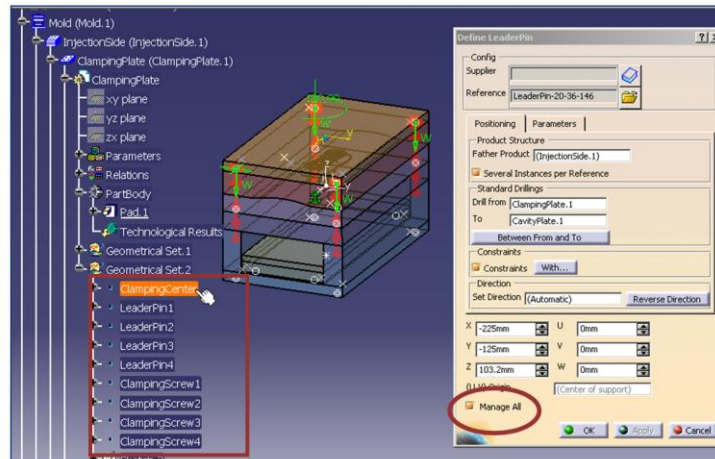 Mold (Mold.1)
InjectionSide (InjectionSide.1)
ClampingPlate (ClampingPlate.1)
ClampingPlate
xy plane
yz plane
zx plane
Parameters
Relations
PartBody
Pad.1
Technological Results
Geometrical Set.1
Geometrical Set.2
ClampingCenter
LeaderPin1
LeaderPin2
LeaderPin3
LeaderPin4
ClampingScrew1
ClampingScrew2
ClampingScrew3
ClampingScrew4
W
W
W
y
z
Define LeaderPin
?
Config
Supplier
Reference LeaderPin-20-36-146
Positioning Parameters
Product Structure
Father Product (InjectionSide.1)
Several Instances per Reference
Standard Drillings
Drill from ClampingPlate.1
To CavityPlate.1
Between From and To
Constraints
Constraints With...
Direction
Set Direction (Automatic) Reverse Direction
X -225mm U 0mm
Y -125mm V 0mm
Z 103.2mm W 0mm
Origin (Center of support)
Manage All
OK Apply Cancel